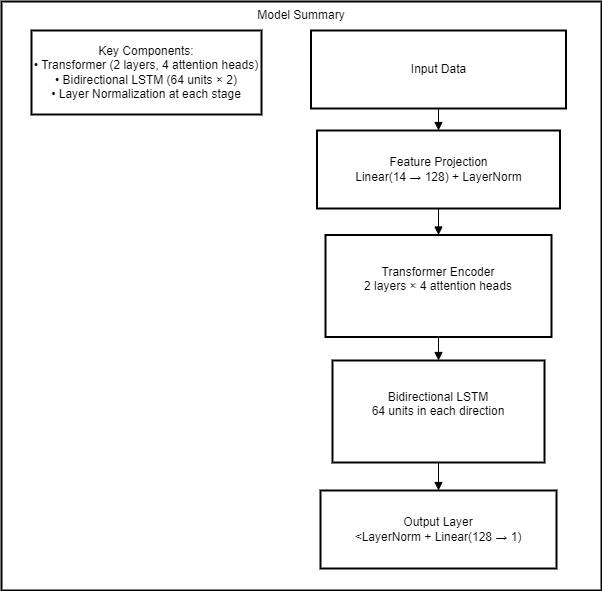 Model Summary
Key Components:
• Transformer (2 layers, 4 attention heads)
• Bidirectional LSTM (64 units × 2)
• Layer Normalization at each stage
Input Data
Feature Projection
Linear(14 → 128) + LayerNorm
Transformer Encoder
2 layers × 4 attention heads
Bidirectional LSTM
64 units in each direction
Output Layer
<LayerNorm + Linear(128 → 1)